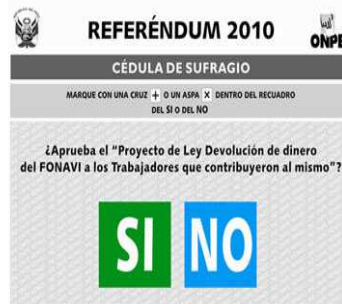 REFERÉNDUM 2010
ONPE
CÉDULA DE SUFRAGIO
MARQUE CON UNA CRUZ + O UN ASPA X DENTRO DEL RECUADRO
DEL SI O DEL NO
¿Aprueba el "Proyecto de Ley Devolución de dinero
del FONAVI a los Trabajadores que contribuyeron al mismo"?
SI NO